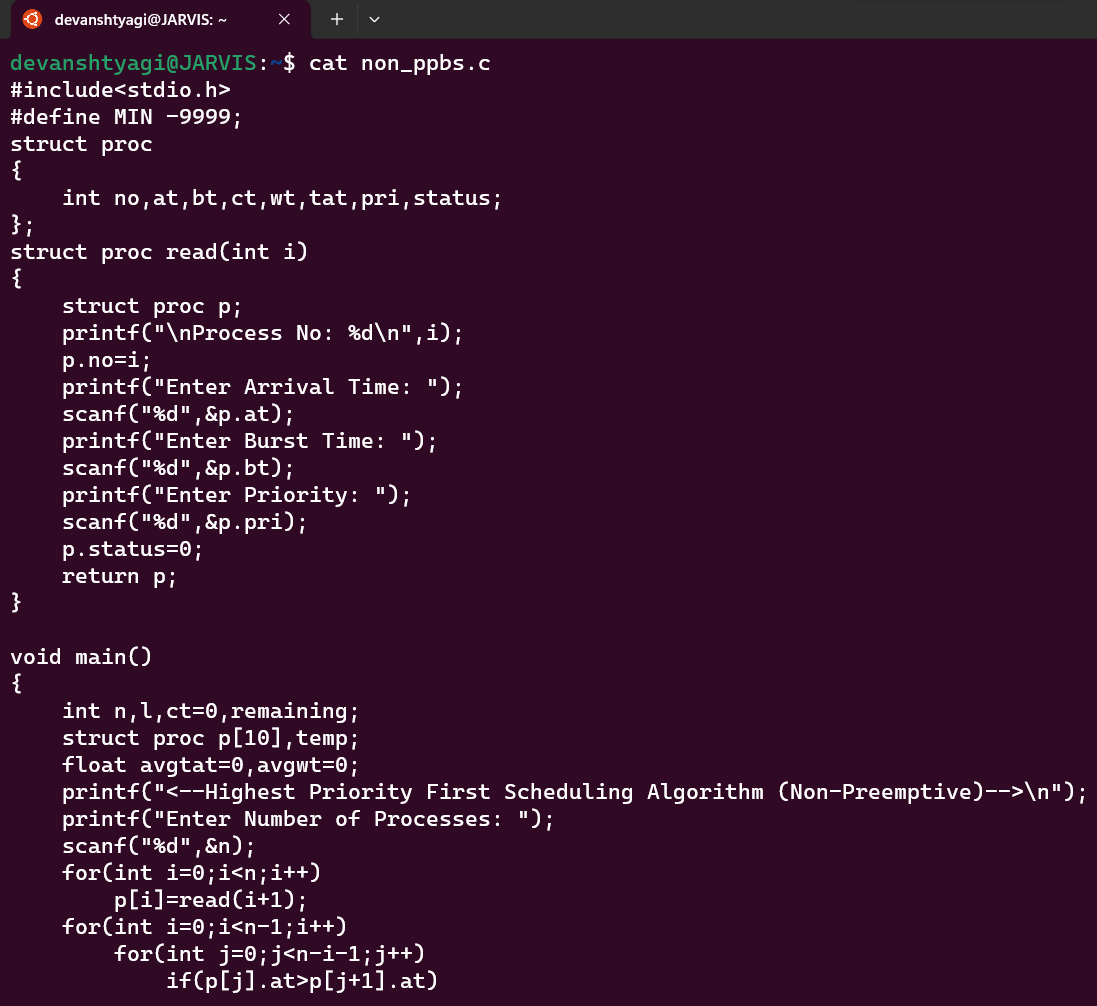 devanshtyagi@JARVIS: ~
devanshtyagi@JARVIS:~$ cat non_ppbs.c
#include<stdio.h>
#define MIN -9999;
struct proc
{
    int no,at,bt,ct,wt,tat,pri,status;
};
struct proc read(int i)
{
    struct proc p;
    printf("\nProcess No: %d\n",i);
    p.no=i;
    printf("Enter Arrival Time: ");
    scanf("%d",&p.at);
    printf("Enter Burst Time: ");
    scanf("%d",&p.bt);
    printf("Enter Priority: ");
    scanf("%d",&p.pri);
    p.status=0;
    return p;
}

void main()
{
    int n,l,ct=0,remaining;
    struct proc p[10],temp;
    float avgtat=0,avgwt=0;
    printf("<--Highest Priority First Scheduling Algorithm (Non-Preemptive)-->\n");
    printf("Enter Number of Processes: ");
    scanf("%d",&n);
    for(int i=0;i<n;i++)
        p[i]=read(i+1);
    for(int i=0;i<n-1;i++)
        for(int j=0;j<n-i-1;j++)
            if(p[j].at>p[j+1].at)